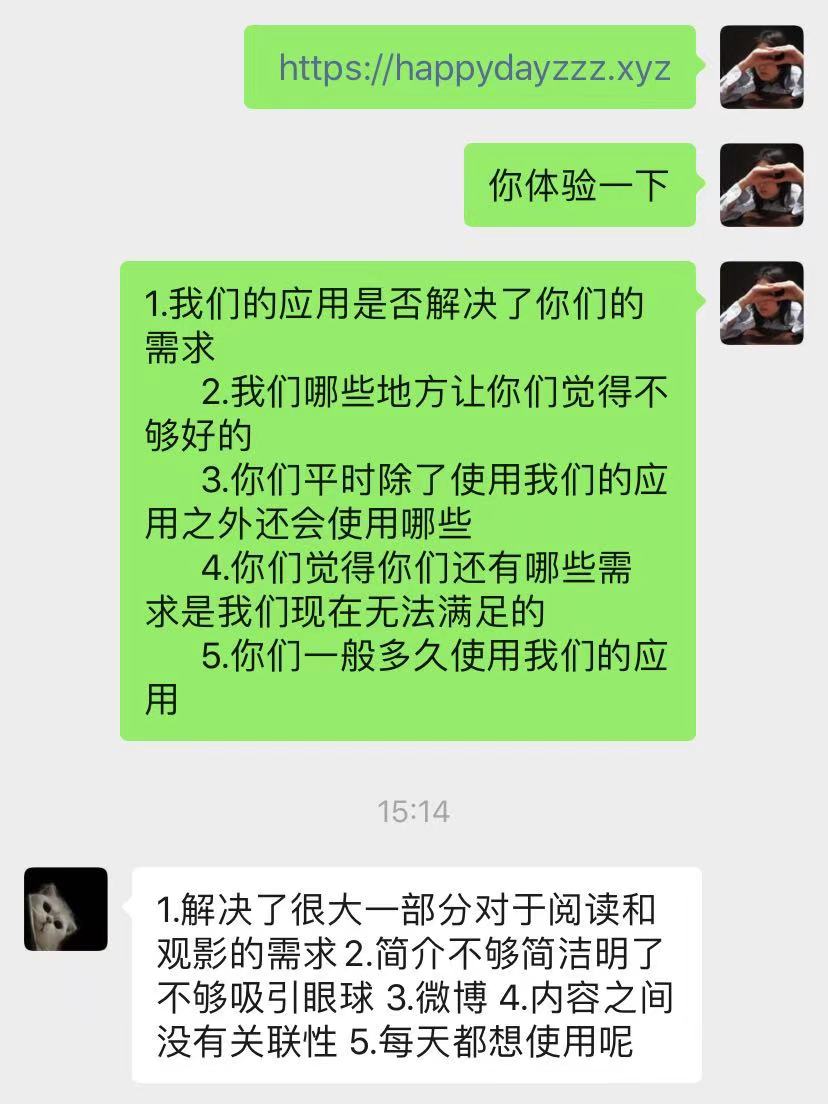 https://happydayzzz.xyz
你体验一下
1.我们的应用是否解决了你们的
需求
2.我们哪些地方让你们觉得不
够好的
3.你们平时除了使用我们的应
用之外还会使用哪些
4.你们觉得你们还有哪些需
求是我们现在无法满足的
5.你们一般多久使用我们的应
用
15:14
1.解决了很大一部分对于阅读和
观影的需求2.简介不够简洁明了
不够吸引眼球 3.微博 4.内容之间
没有关联性 5.每天都想使用呢